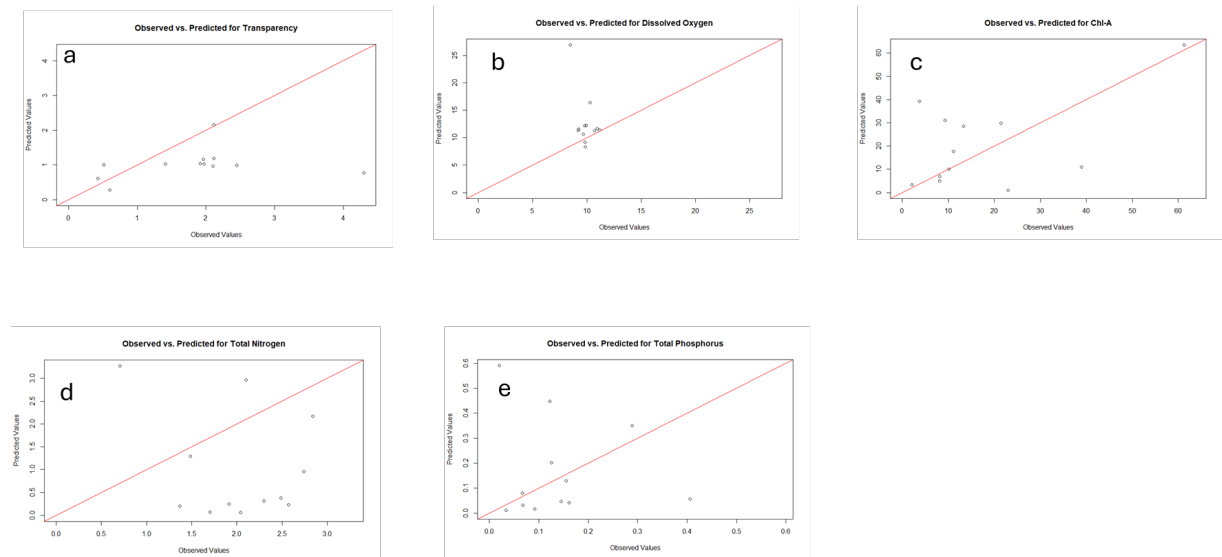 Observed vs. Predicted for Transparency
a
Predicted Values
0 1 2 3 4
0 1 2 3 4
Observed Values
Observed vs. Predicted for Dissolved Oxygen
b
Predicted Values
0 5 10 15 20 25
0 5 10 15 20 25
Observed Values
Observed vs. Predicted for Chl-A
c
Predicted Values
0 10 20 30 40 50 60
0 10 20 30 40 50 60
Observed Values
Observed vs. Predicted for Total Nitrogen
d
Predicted Values
0.0 0.5 1.0 1.5 2.0 2.5 3.0
0.0 0.5 1.0 1.5 2.0 2.5 3.0
Observed Values
Observed vs. Predicted for Total Phosphorus
e
Predicted Values
0.0 0.1 0.2 0.3 0.4 0.5 0.6
0.0 0.1 0.2 0.3 0.4 0.5 0.6
Observed Values